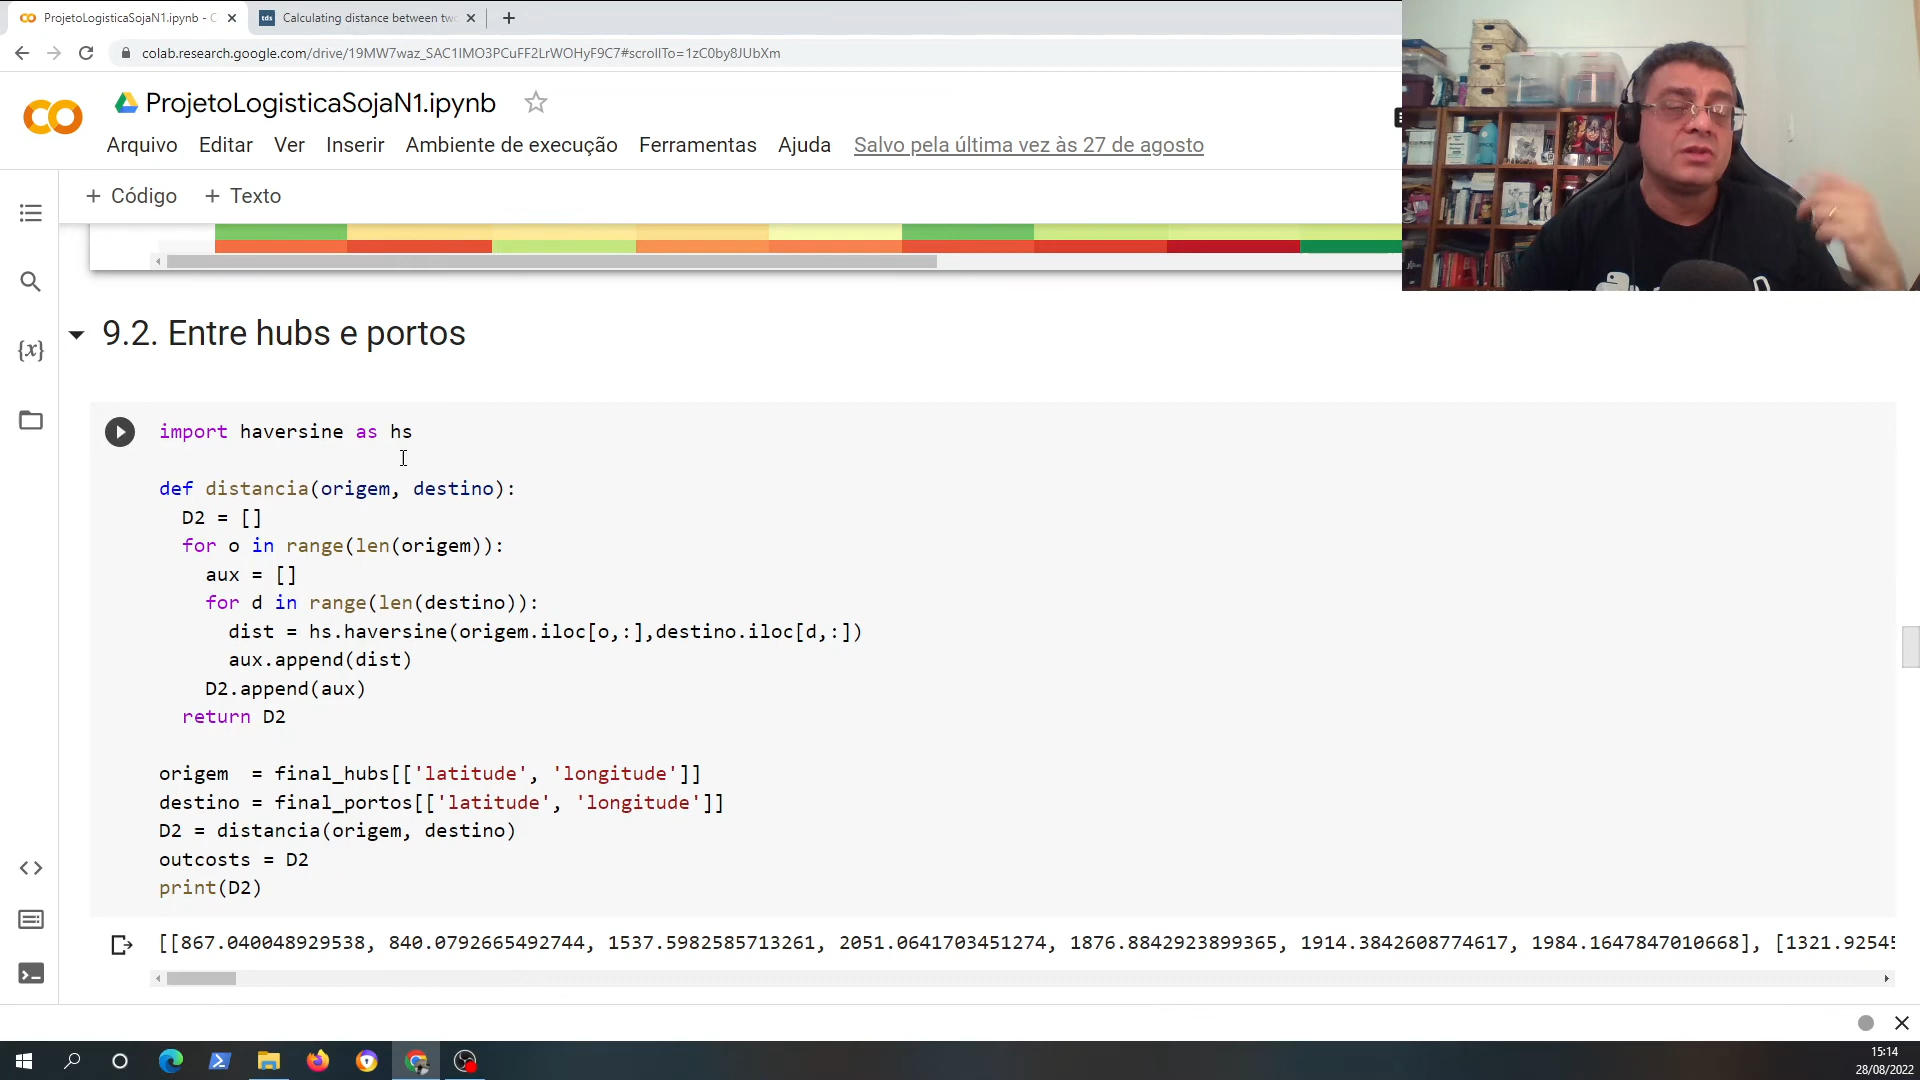 ProjetoLogisticaSojaN1.ipynb - C
tds Calculating distance between tw
colab.research.google.com/drive/19MW7waz_SAC1IMO3PCuFF2LrWOHyF9C7#scrollTo=1zC0by8JUbXm
ProjetoLogisticaSojaN1.ipynb
Arquivo Editar Ver Inserir Ambiente de execução Ferramentas Ajuda Salvo pela última vez às 27 de agosto
+ Código + Texto
{x}
9.2. Entre hubs e portos
import haversine as hs
def distancia(origem, destino):
D2 = []
for o in range(len(origem)):
aux = []
for d in range(len(destino)):
dist = hs.haversine(origem.iloc[o,:],destino.iloc[d,:])
aux.append(dist)
D2.append(aux)
return D2
origem = final_hubs[['latitude', 'longitude']]
destino = final_portos[['latitude', 'longitude']]
D2 = distancia(origem, destino)
outcosts = D2
print(D2)
[[867.040048929538, 840.0792665492744, 1537.5982585713261, 2051.0641703451274, 1876.8842923899365, 1914.3842608774617, 1984.1647847010668], [1321.92545
15:14
28/08/2022